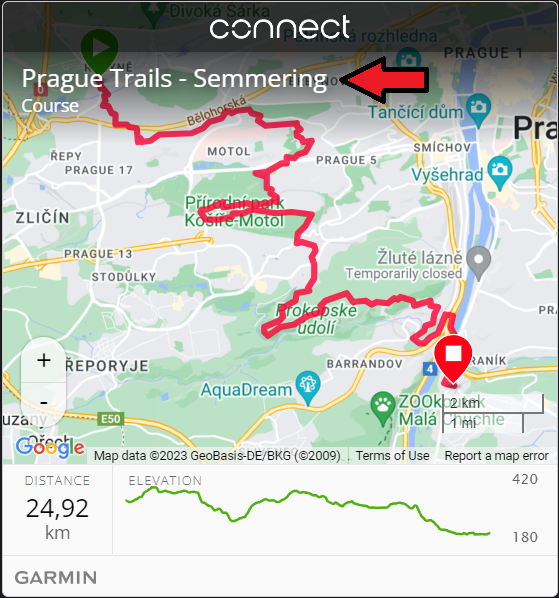 connect
Divoká Šárka
Prague Trails - Semmering
Course
rozhledna
PRAGUE 1
Bělohorská
Tančící dům
Pra
ŘEPY
MOTOL
PRAGUE 5
SMÍCHOV
PRAGUE 17
Vyšehrad
Přírodní park
Košíře-Motol
ZLIČÍN
PRAGUE 13
Žluté lázně
Temporarily closed
STODŮLKY
Prokopské
údolí
+
ŘEPORYJE
BARRANDOV
RANÍK
4
-
AquaDream
ZOOk
Malá Chuchle
2 km
1 mi
E50
Ořech
Google
Map data ©2023 GeoBasis-DE/BKG (©2009)
Terms of Use
Report a map error
DISTANCE
24,92
km
ELEVATION
420
180
GARMIN